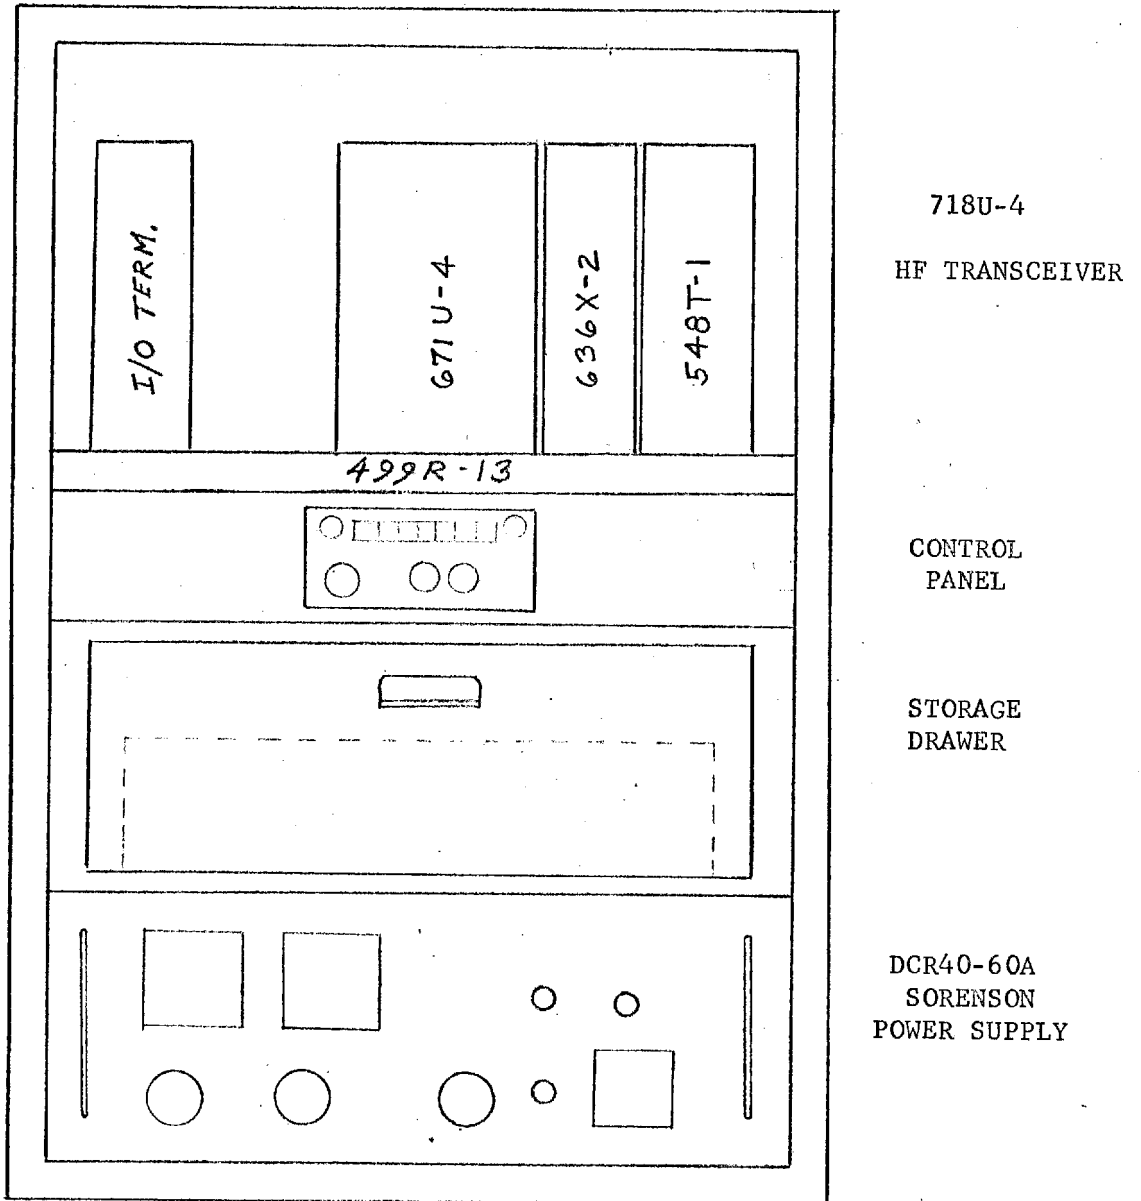 718U-4
HF TRANSCEIVER
I/O TERM.
671U-4
636X-2
548T-1
499R-13
CONTROL
PANEL
STORAGE
DRAWER
DCR40-60A
SORENSON
POWER SUPPLY